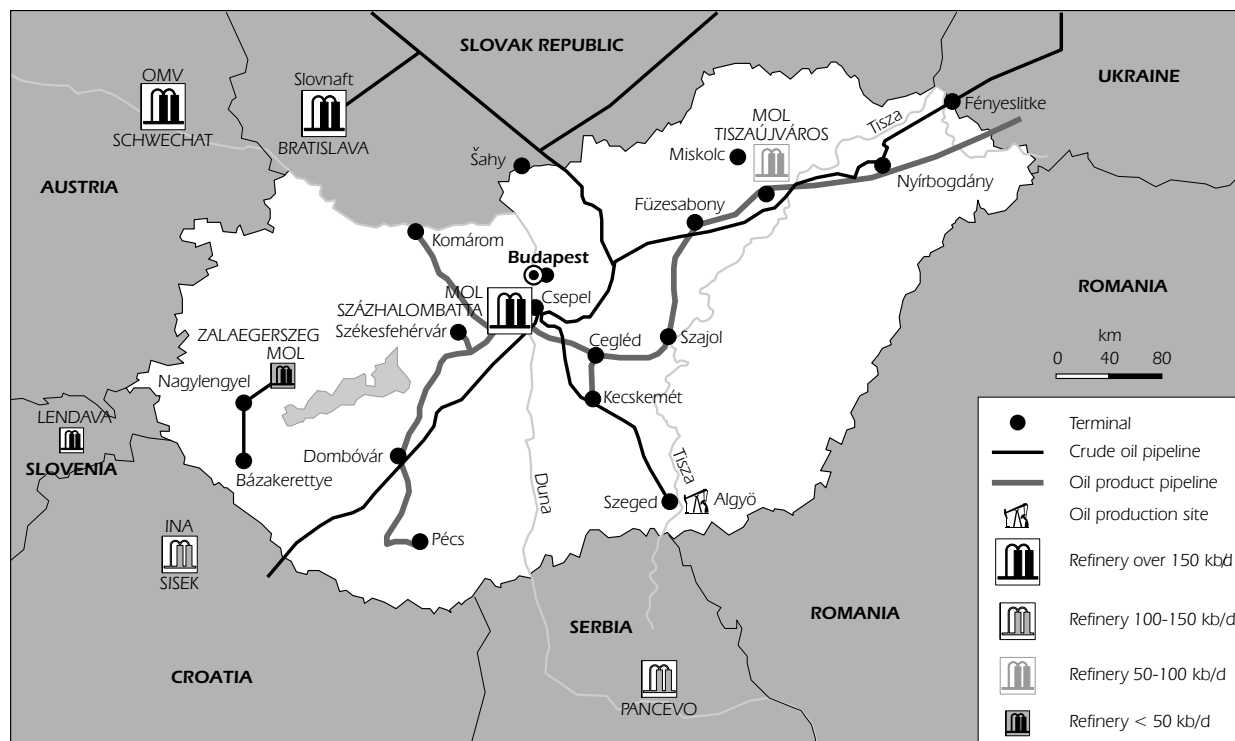 SLOVAK REPUBLIC
UKRAINE
OMV
SCHWECHAT
Slovnaft
BRATISLAVA
AUSTRIA
Šahy
Miskolc
MOL
TISZAÚJVÁROS
Tisza
Fényeslitke
Nyírbogdány
Füzesabony
Komárom
Budapest
Csepel
MOL
SZÁZHALOMBATTA
Székesfehérvár
Cegléd
Szajol
ROMANIA
km
0 40 80
ZALAEGERSZEG
MOL
Nagylengyel
Kecskemét
LENDAVA
SLOVENIA
Bázakerettye
Dombóvár
Duna
Tisza
Szeged
Algyö
INA
SISEK
Pécs
SERBIA
ROMANIA
CROATIA
PANCEVO
Terminal
Crude oil pipeline
Oil product pipeline
Oil production site
Refinery over 150 kb/d
Refinery 100-150 kb/d
Refinery 50-100 kb/d
Refinery < 50 kb/d